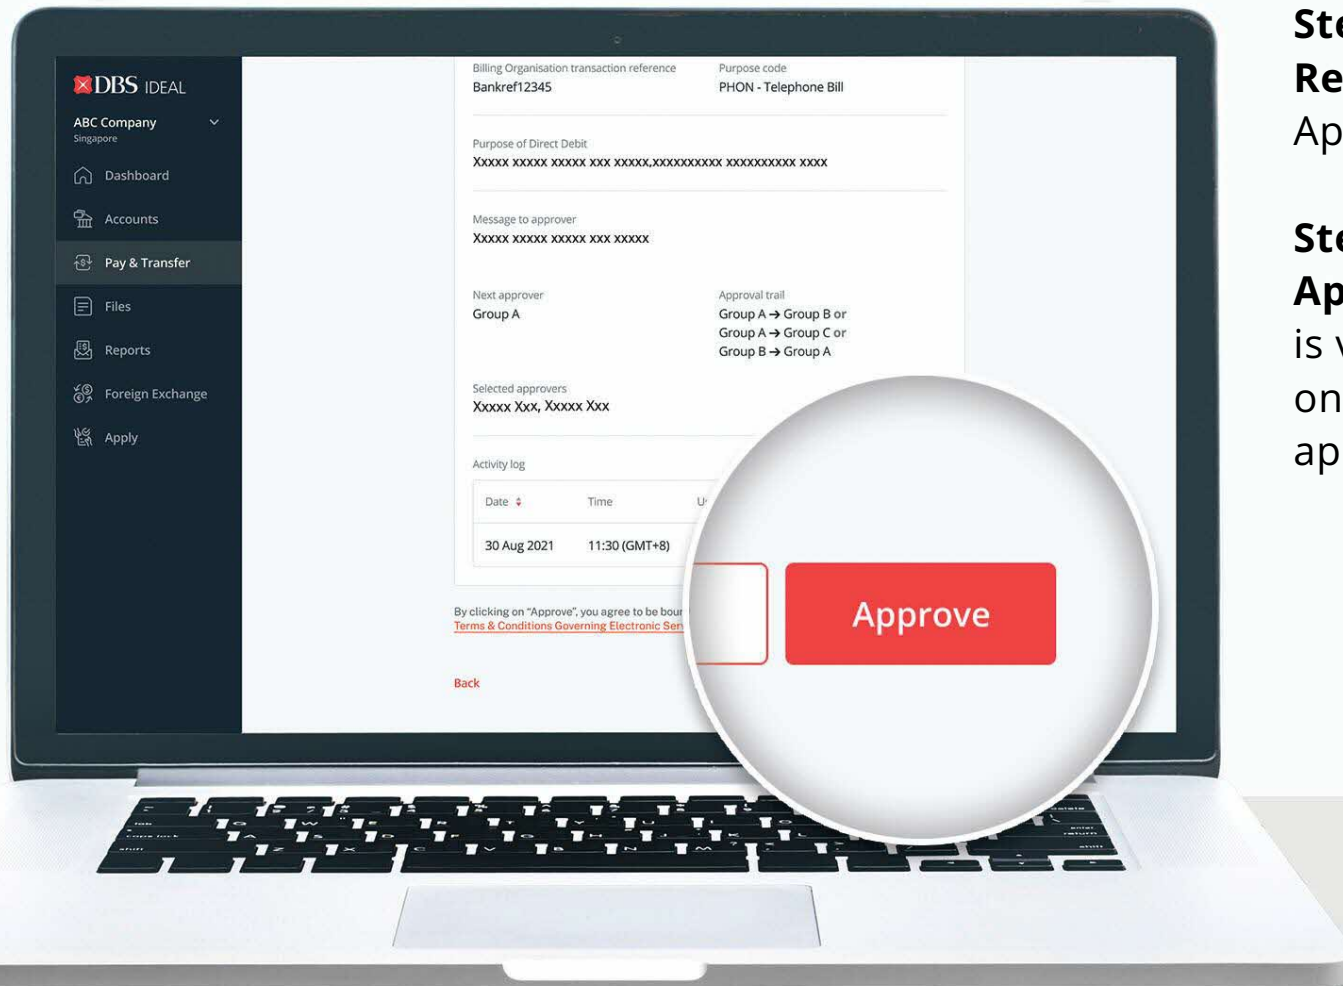 DBS IDEAL
ABC Company
Singapore
Dashboard
Accounts
Pay & Transfer
Files
Reports
Foreign Exchange
Apply
Billing Organisation transaction reference
Bankref12345
Purpose code
PHON - Telephone Bill
Purpose of Direct Debit
Xxxxx xxxxx xxxxx xxx xxxxx,xxxxxxxxxx xxxxxxxxxx xxxx
Message to approver
Xxxxx xxxxx xxxxx xxx xxxxx
Next approver
Group A
Approval trail
Group A → Group B or
Group A → Group C or
Group B → Group A
Selected approvers
Xxxxx Xxx, Xxxxx Xxx
Activity log
Date Time
30 Aug 2021 11:30 (GMT+8)
By clicking on “Approve”, you agree to be
Terms & Conditions Governing Electronic
Back
Approve
Ste
Re
Ap
Ste
Ap
is
on
ap